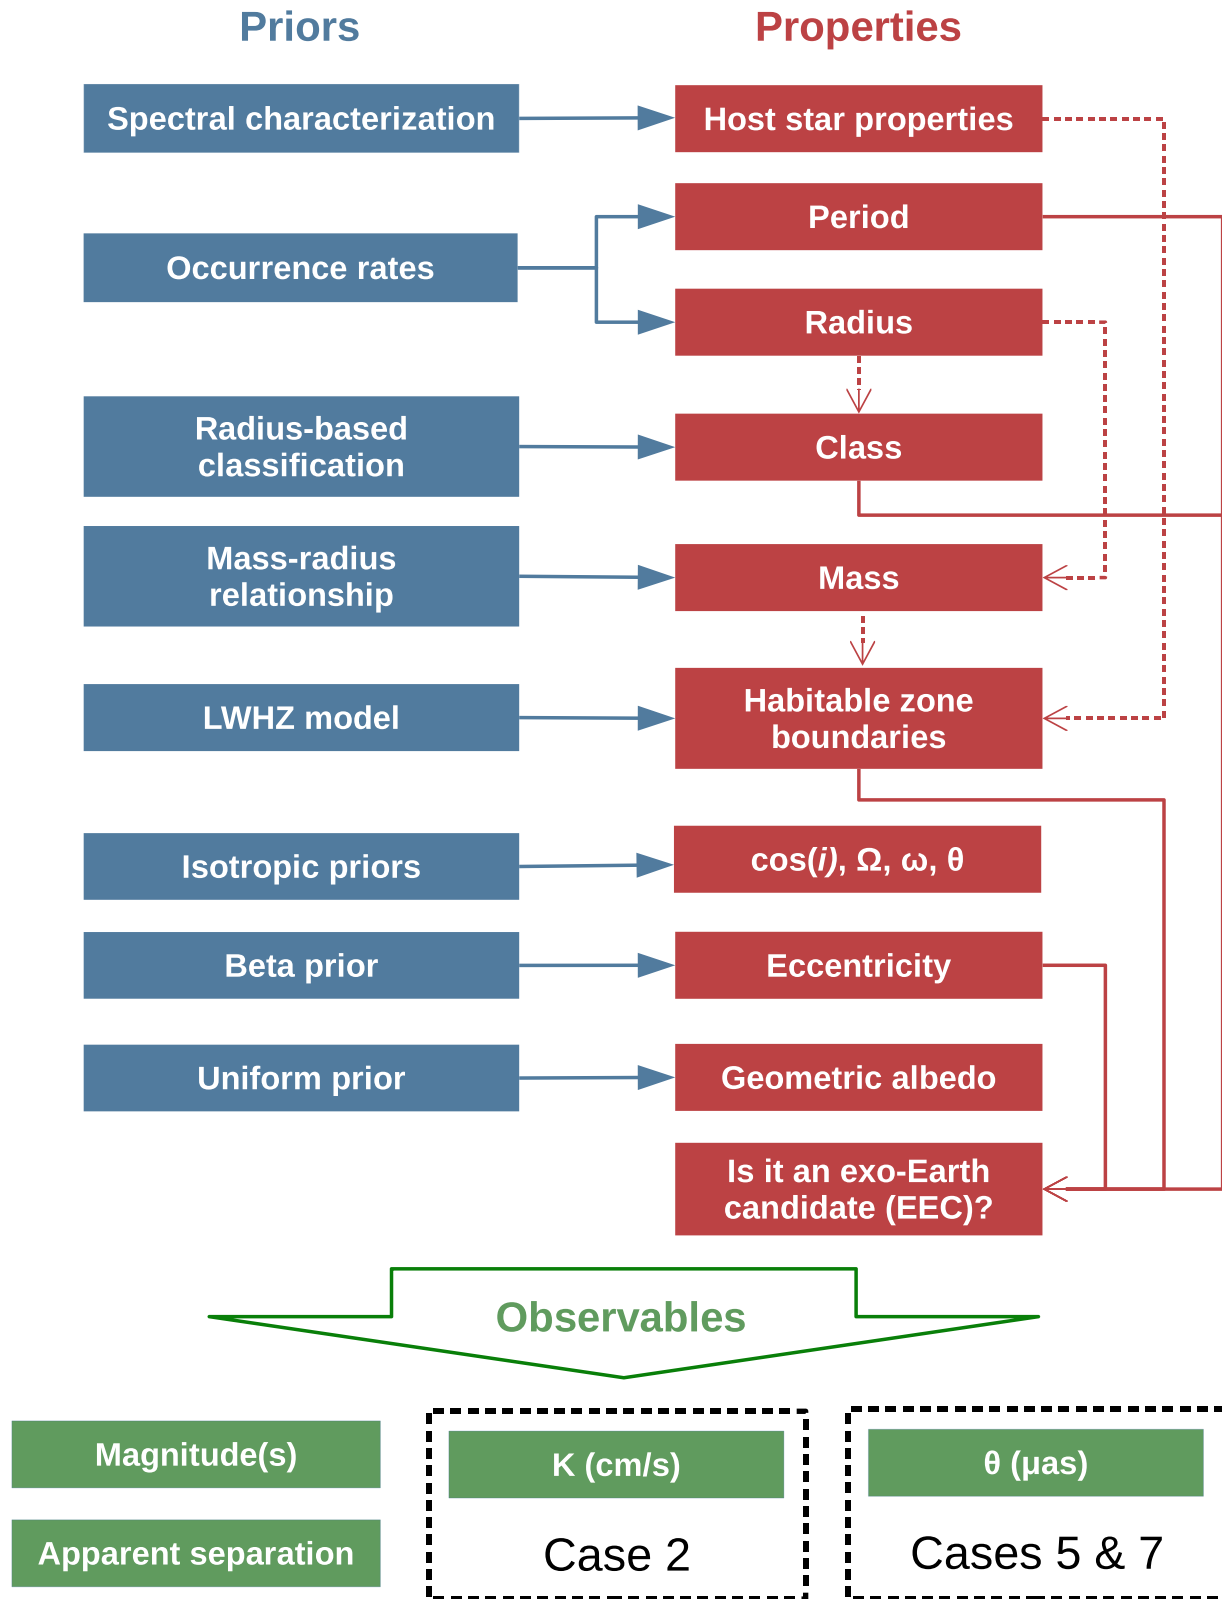 Priors
Properties
Spectral characterization
Host star properties
Period
Occurrence rates
Radius
Radius-based
classification
Class
Mass-radius
relationship
Mass
LWHZ model
Habitable zone
boundaries
Isotropic priors
cos(i), Ω, ω, θ
Beta prior
Eccentricity
Uniform prior
Geometric albedo
Is it an exo-Earth
candidate (EEC)?
Observables
Magnitude(s)
K (cm/s)
θ (μas)
Apparent separation
Case 2
Cases 5 & 7